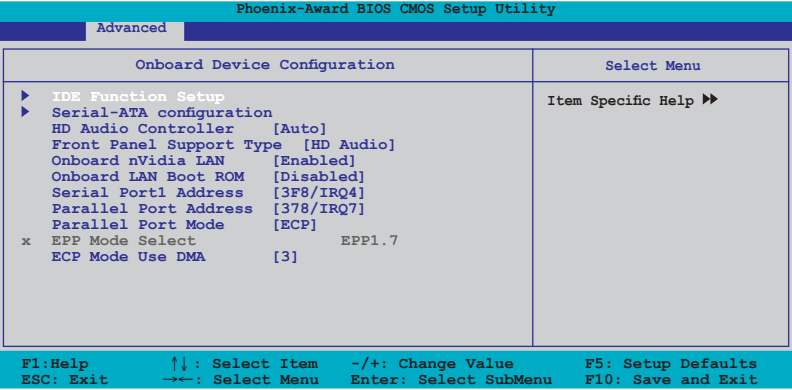 Phoenix-Award BIOS CMOS Setup Utility
Advanced
Onboard Device Configuration
Select Menu
IDE Function Setup
Serial-ATA configuration
HD Audio Controller [Auto]
Front Panel Support Type [HD Audio]
Onboard nVidia LAN [Enabled]
Onboard LAN Boot ROM [Disabled]
Serial Port1 Address [3F8/IRQ4]
Parallel Port Address [378/IRQ7]
Parallel Port Mode [ECP]
x EPP Mode Select EPP1.7
ECP Mode Use DMA [3]
Item Specific Help
F1:Help ↑↓: Select Item -/+: Change Value F5: Setup Defaults
ESC: Exit →←: Select Menu Enter: Select SubMenu F10: Save and Exit